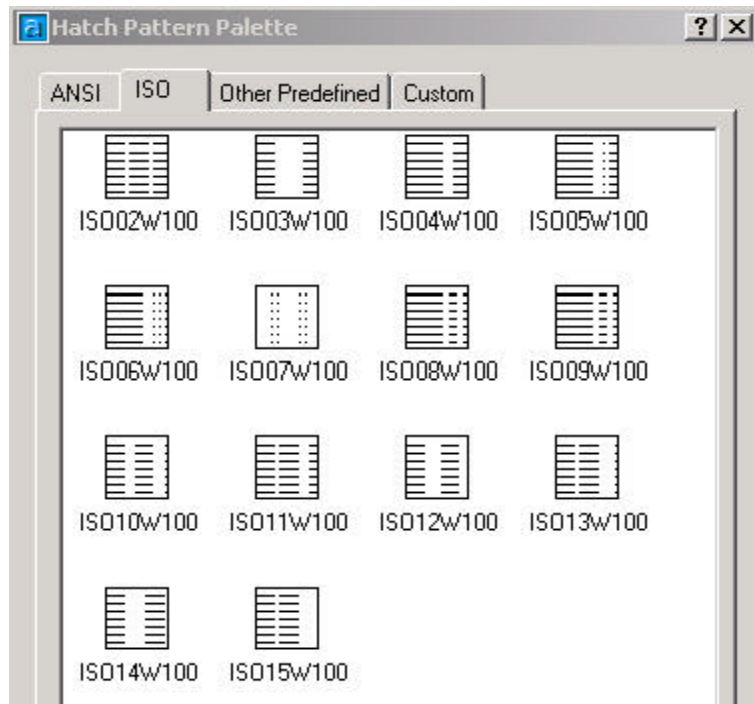 Hatch Pattern Palette
ANSI ISO Other Predefined Custom
ISO02W100 ISO03W100 ISO04W100 ISO05W100
ISO06W100 ISO07W100 ISO08W100 ISO09W100
ISO10W100 ISO11W100 ISO12W100 ISO13W100
ISO14W100 ISO15W100